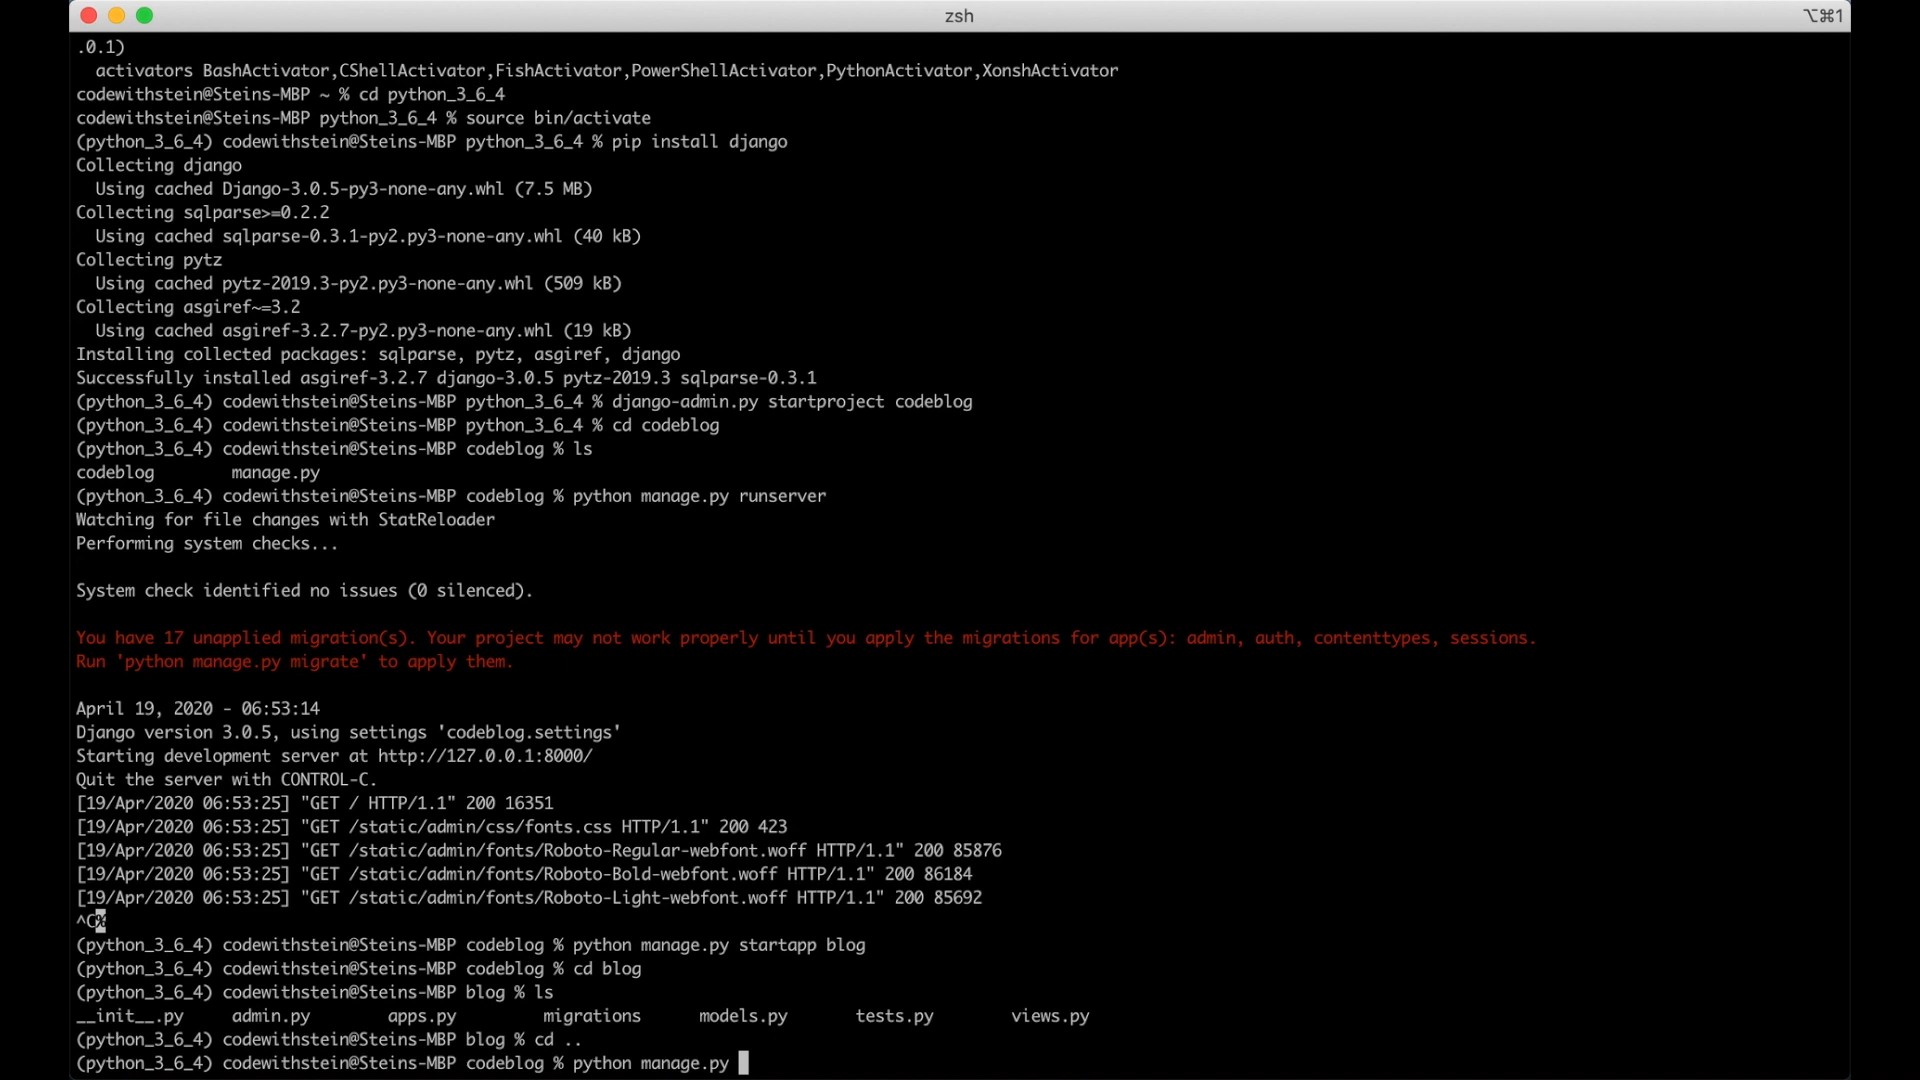 zsh
⌥⌘1
.0.1)
  activators BashActivator,CShellActivator,FishActivator,PowerShellActivator,PythonActivator,XonshActivator
codewithstein@Steins-MBP ~ % cd python_3_6_4
codewithstein@Steins-MBP python_3_6_4 % source bin/activate
(python_3_6_4) codewithstein@Steins-MBP python_3_6_4 % pip install django
Collecting django
  Using cached Django-3.0.5-py3-none-any.whl (7.5 MB)
Collecting sqlparse>=0.2.2
  Using cached sqlparse-0.3.1-py2.py3-none-any.whl (40 kB)
Collecting pytz
  Using cached pytz-2019.3-py2.py3-none-any.whl (509 kB)
Collecting asgiref~=3.2
  Using cached asgiref-3.2.7-py2.py3-none-any.whl (19 kB)
Installing collected packages: sqlparse, pytz, asgiref, django
Successfully installed asgiref-3.2.7 django-3.0.5 pytz-2019.3 sqlparse-0.3.1
(python_3_6_4) codewithstein@Steins-MBP python_3_6_4 % django-admin.py startproject codeblog
(python_3_6_4) codewithstein@Steins-MBP python_3_6_4 % cd codeblog
(python_3_6_4) codewithstein@Steins-MBP codeblog % ls
codeblog        manage.py
(python_3_6_4) codewithstein@Steins-MBP codeblog % python manage.py runserver
Watching for file changes with StatReloader
Performing system checks...
System check identified no issues (0 silenced).
You have 17 unapplied migration(s). Your project may not work properly until you apply the migrations for app(s): admin, auth, contenttypes, sessions.
Run 'python manage.py migrate' to apply them.
April 19, 2020 - 06:53:14
Django version 3.0.5, using settings 'codeblog.settings'
Starting development server at http://127.0.0.1:8000/
Quit the server with CONTROL-C.
[19/Apr/2020 06:53:25] "GET / HTTP/1.1" 200 16351
[19/Apr/2020 06:53:25] "GET /static/admin/css/fonts.css HTTP/1.1" 200 423
[19/Apr/2020 06:53:25] "GET /static/admin/fonts/Roboto-Regular-webfont.woff HTTP/1.1" 200 85876
[19/Apr/2020 06:53:25] "GET /static/admin/fonts/Roboto-Bold-webfont.woff HTTP/1.1" 200 86184
[19/Apr/2020 06:53:25] "GET /static/admin/fonts/Roboto-Light-webfont.woff HTTP/1.1" 200 85692
^C%
(python_3_6_4) codewithstein@Steins-MBP codeblog % python manage.py startapp blog
(python_3_6_4) codewithstein@Steins-MBP codeblog % cd blog
(python_3_6_4) codewithstein@Steins-MBP blog % ls
__init__.py     admin.py        apps.py         migrations      models.py       tests.py        views.py
(python_3_6_4) codewithstein@Steins-MBP blog % cd ..
(python_3_6_4) codewithstein@Steins-MBP codeblog % python manage.py